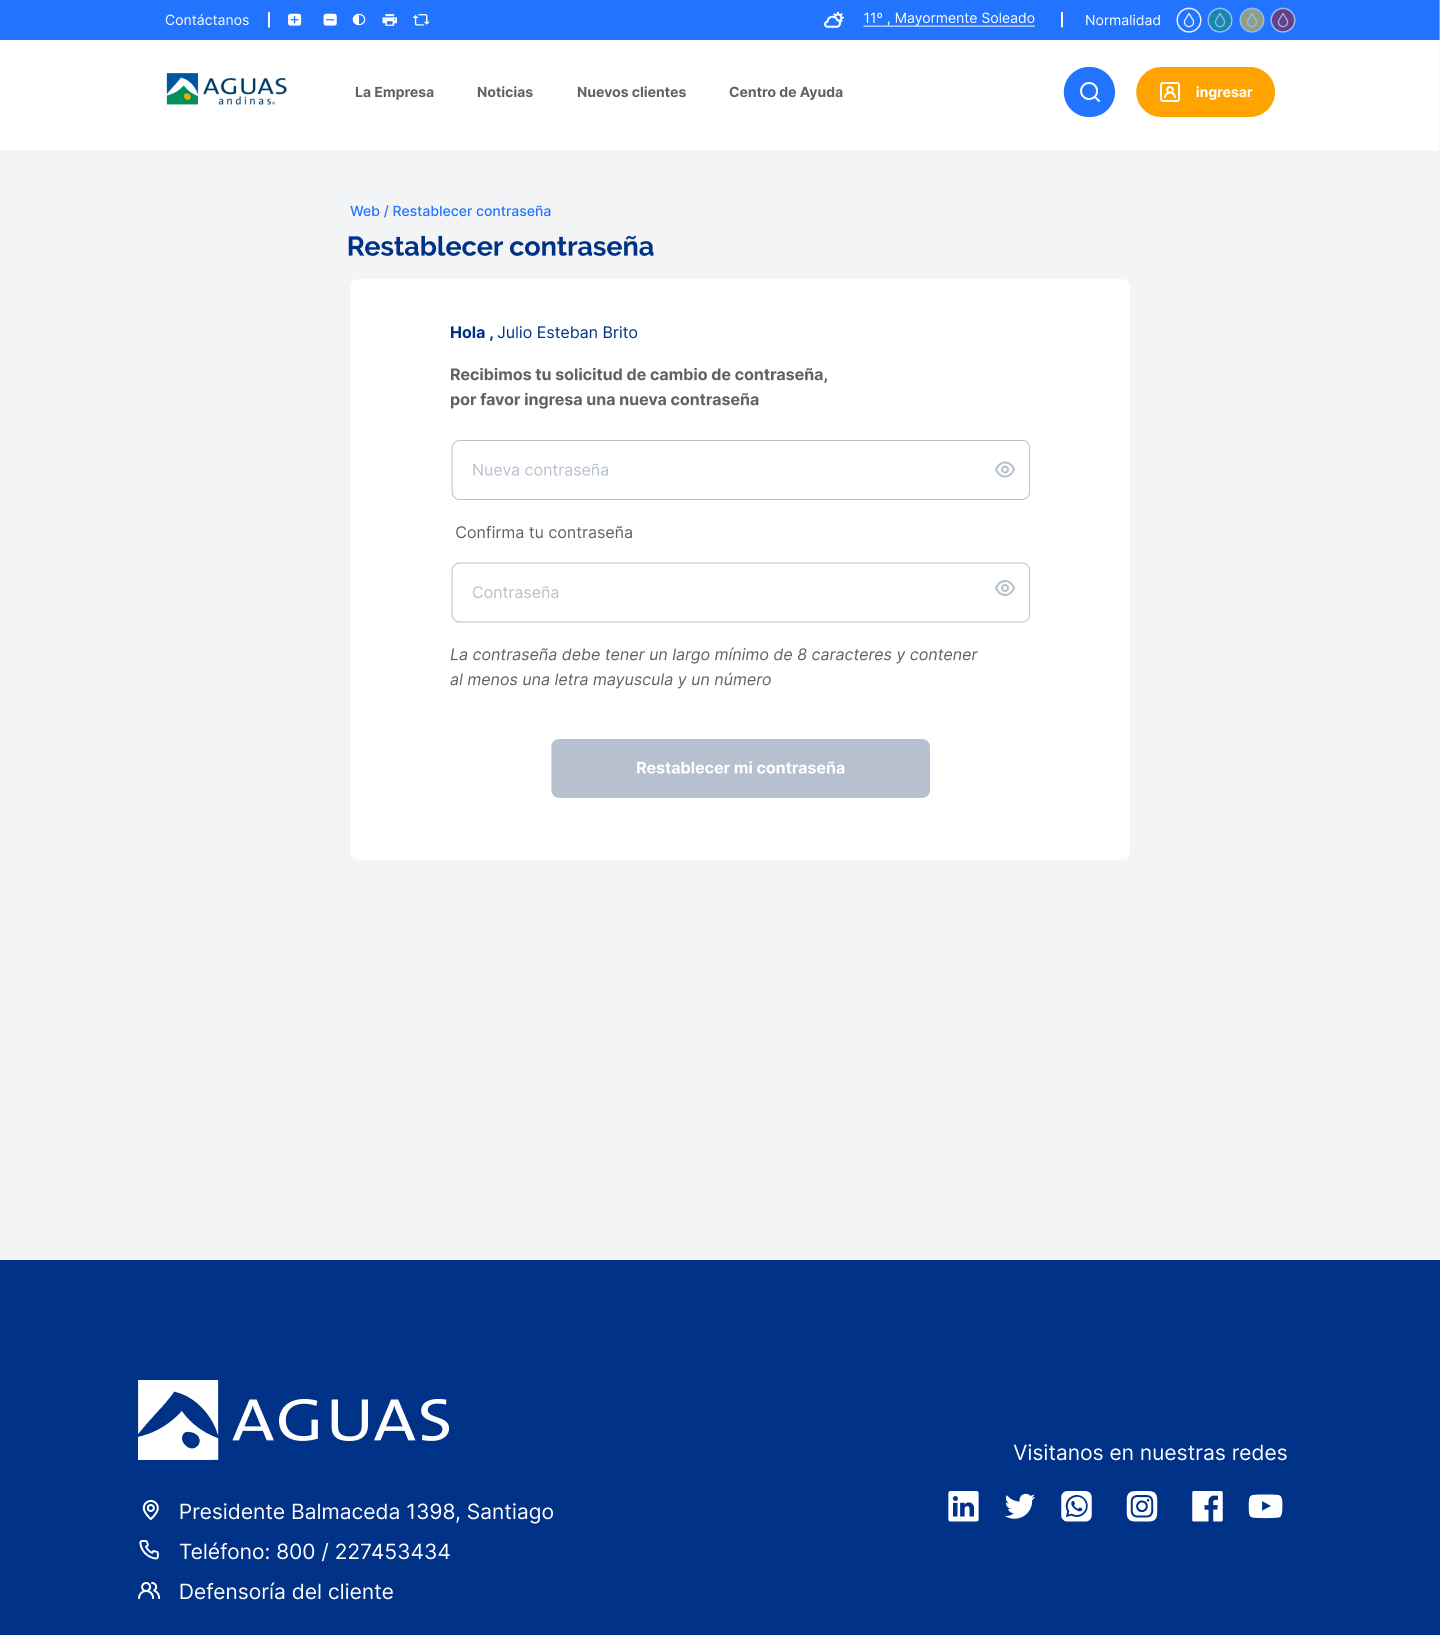 Contáctanos
11º , Mayormente Soleado
Normalidad
AGUAS
andinas
La Empresa
Noticias
Nuevos clientes
Centro de Ayuda
ingresar
Web / Restablecer contraseña
Restablecer contraseña
Hola , Julio Esteban Brito
Recibimos tu solicitud de cambio de contraseña,
por favor ingresa una nueva contraseña
Nueva contraseña
Confirma tu contraseña
Contraseña
La contraseña debe tener un largo mínimo de 8 caracteres y contener
al menos una letra mayuscula y un número
Restablecer mi contraseña
AGUAS
Visitanos en nuestras redes
Presidente Balmaceda 1398, Santiago
Teléfono: 800 / 227453434
Defensoría del cliente